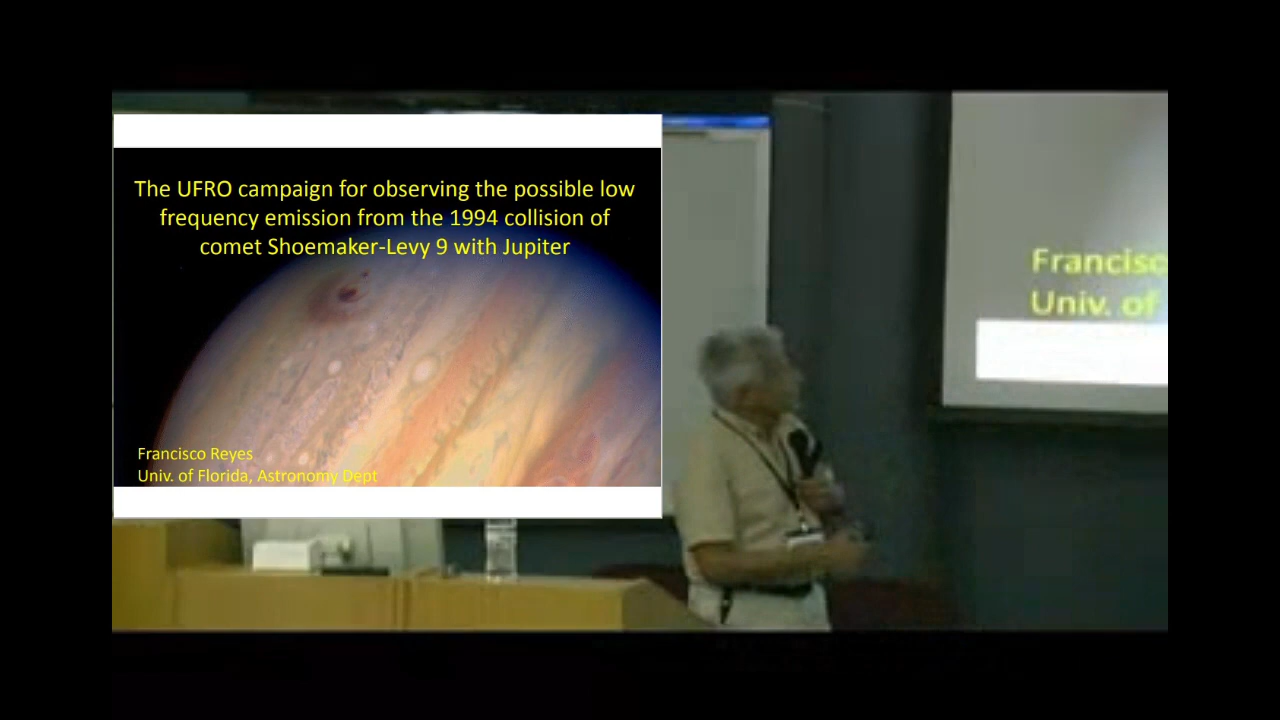 The UFRO campaign for observing the possible low
frequency emission from the 1994 collision of
comet Shoemaker-Levy 9 with Jupiter
Francisco Reyes
Univ. of Florida, Astronomy Dept
Francisc
Univ. of